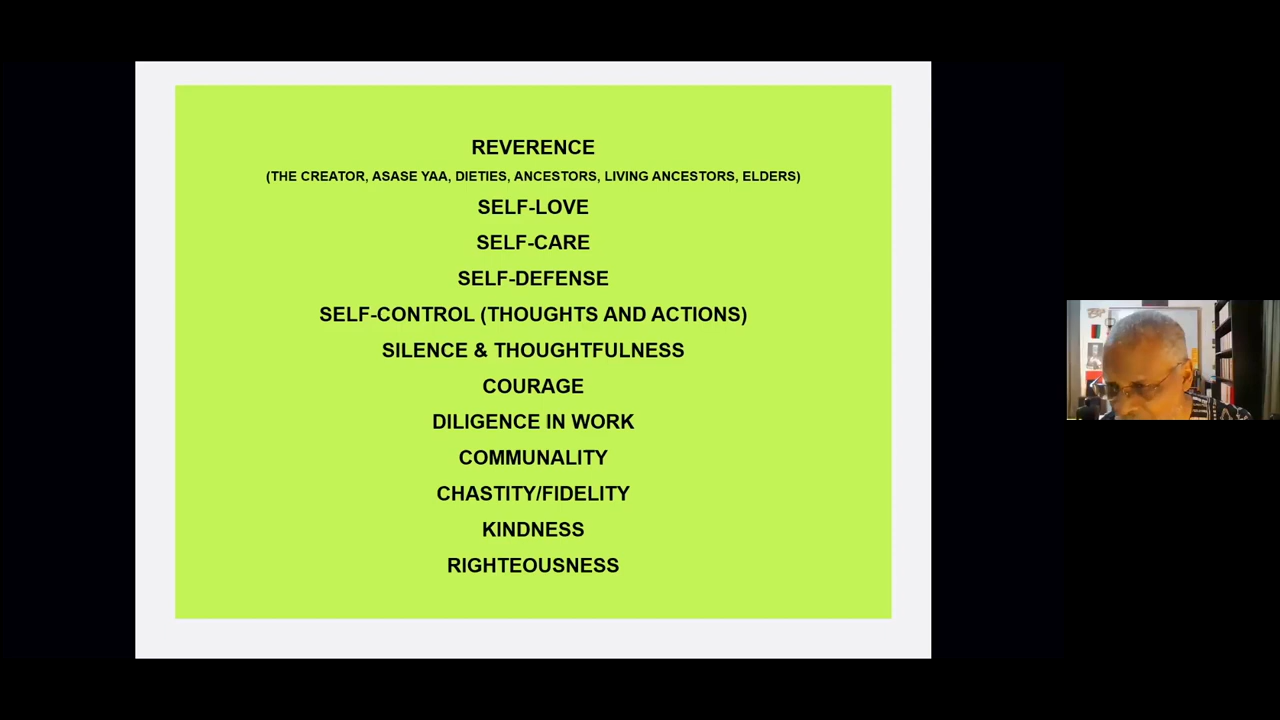 REVERENCE
(THE CREATOR, ASASE YAA, DIETIES, ANCESTORS, LIVING ANCESTORS, ELDERS)
SELF-LOVE
SELF-CARE
SELF-DEFENSE
SELF-CONTROL (THOUGHTS AND ACTIONS)
SILENCE & THOUGHTFULNESS
COURAGE
DILIGENCE IN WORK
COMMUNALITY
CHASTITY/FIDELITY
KINDNESS
RIGHTEOUSNESS